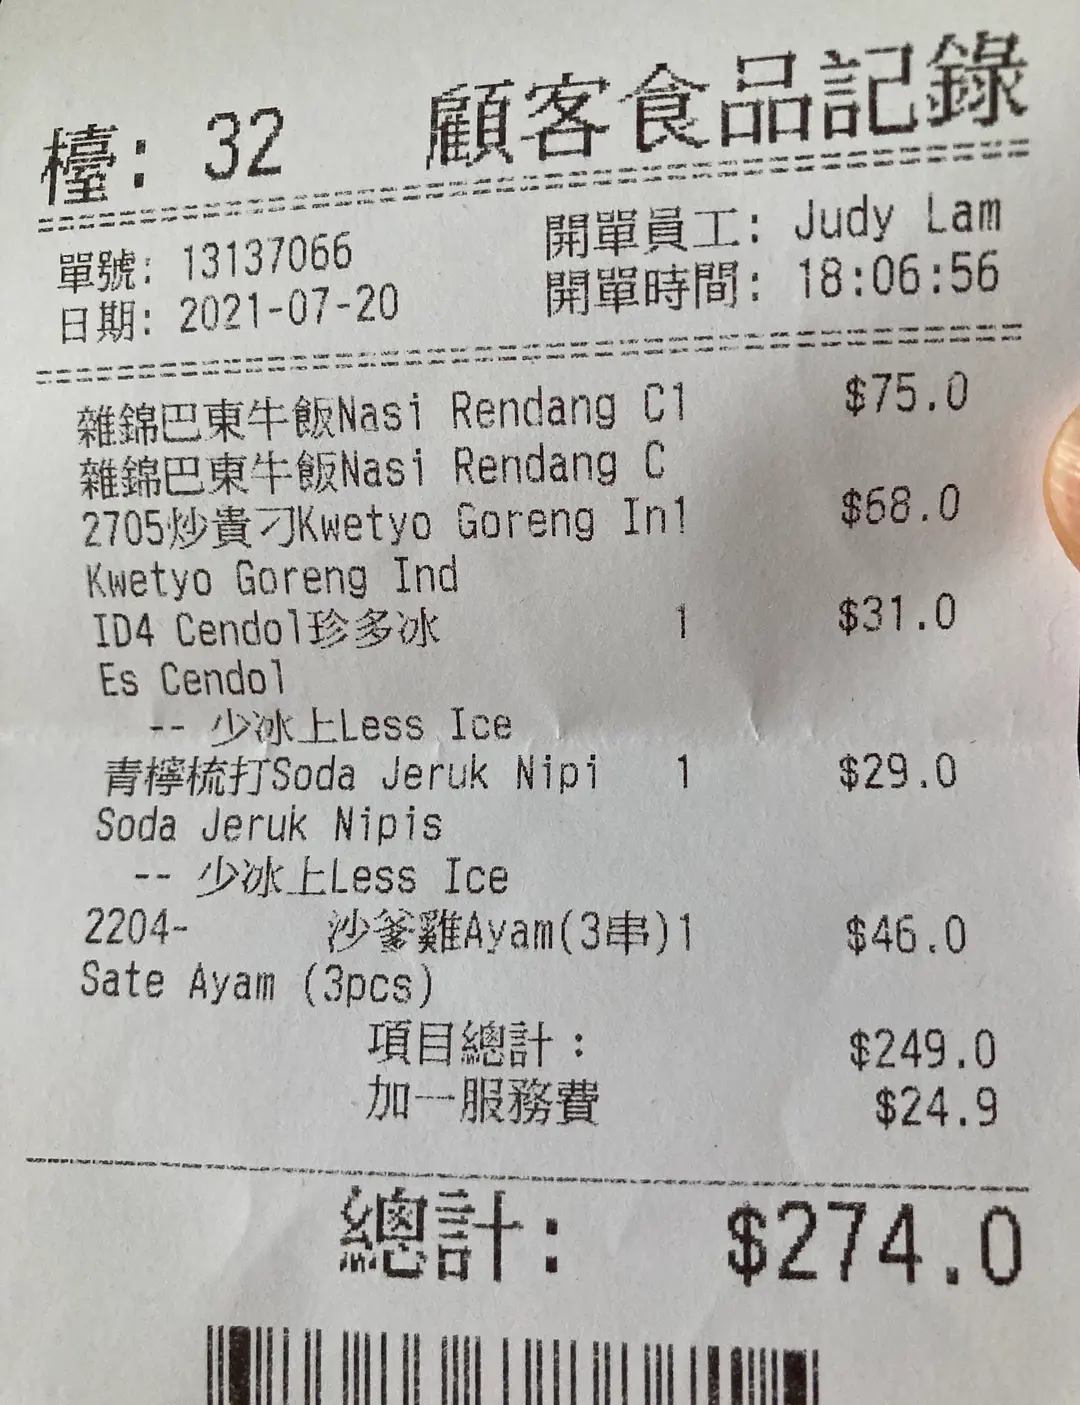 檯: 32 顧客食品記錄
單號: 13137066 開單員工: Judy Lam
日期: 2021-07-20 開單時間: 18:06:56
雜錦巴東牛飯Nasi Rendang C1 $75.0
雜錦巴東牛飯Nasi Rendang C
2705炒貴刁Kwetyo Goreng In1 $68.0
Kwetyo Goreng Ind
ID4 Cendol珍多冰 1 $31.0
Es Cendol
-- 少冰上Less Ice
青檸梳打Soda Jeruk Nipi 1 $29.0
Soda Jeruk Nipis
-- 少冰上Less Ice
2204- 沙爹雞Ayam(3串)1 $46.0
Sate Ayam (3pcs)
項目總計: $249.0
加一服務費 $24.9
總計: $274.0